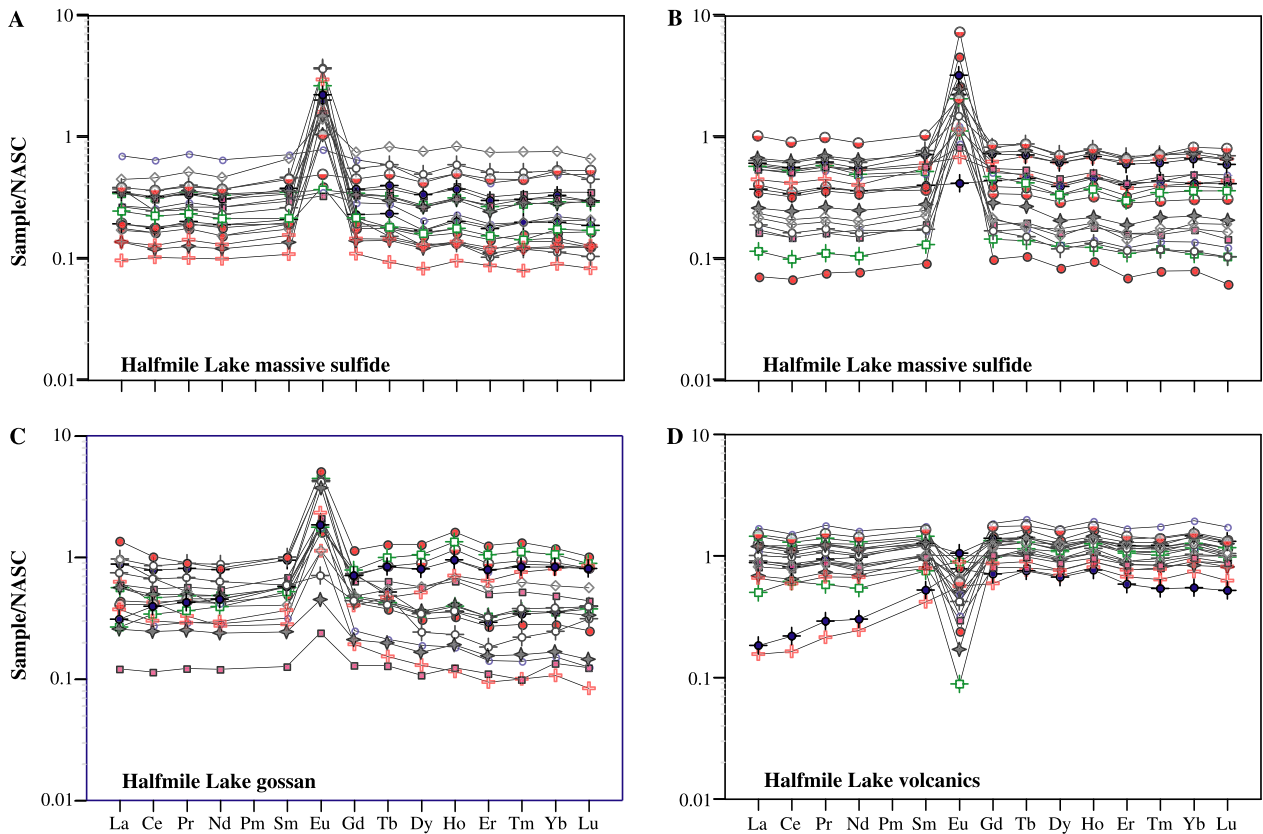 A
10
1
0.1
0.01
Sample/NASC
Halfmile Lake massive sulfide
B
10
1
0.1
0.01
Halfmile Lake massive sulfide
C
10
1
0.1
0.01
Sample/NASC
Halfmile Lake gossan
La Ce Pr Nd Pm Sm Eu Gd Tb Dy Ho Er Tm Yb Lu
D
10
1
0.1
0.01
Halfmile Lake volcanics
La Ce Pr Nd Pm Sm Eu Gd Tb Dy Ho Er Tm Yb Lu